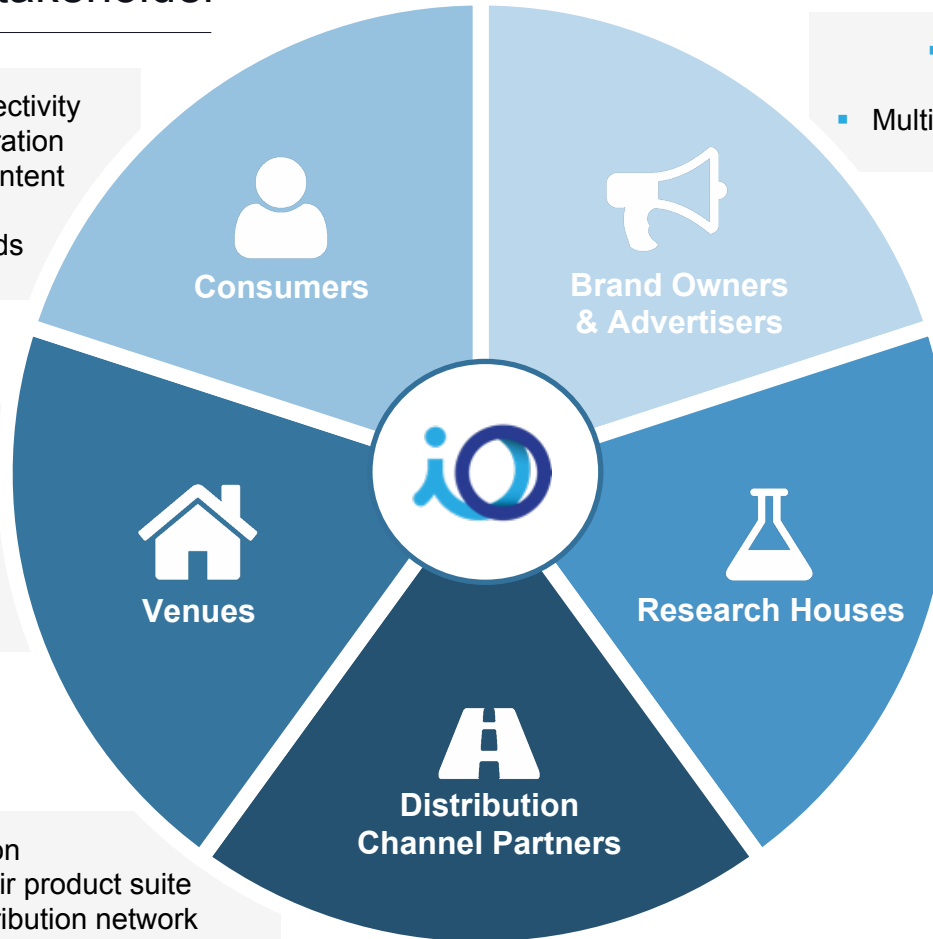 ectivity
ration
ntent
ds
Multi
Consumers
Brand Owners
& Advertisers
iO
Venues
Research Houses
Distribution
Channel Partners
on
ir product suite
ribution network